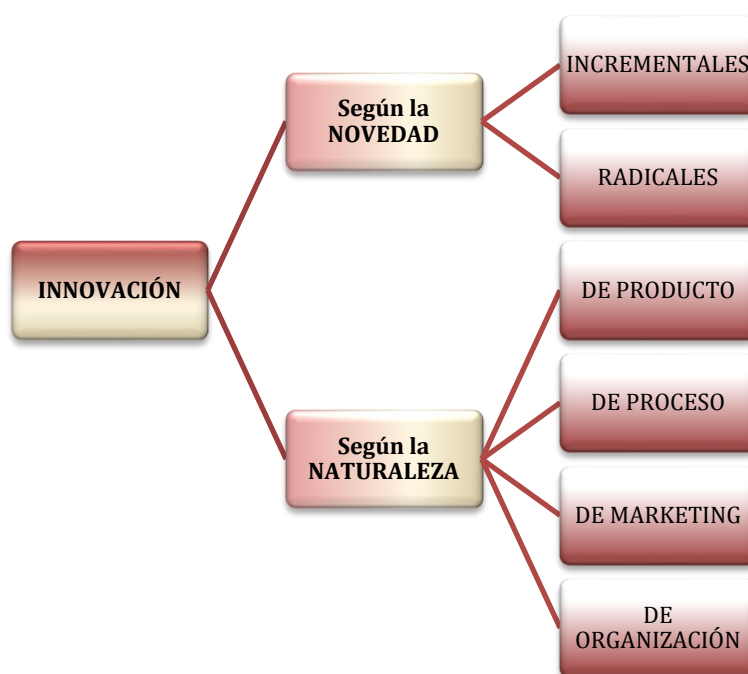 INNOVACIÓN
Según la
NOVEDAD
INCREMENTALES
RADICALES
Según la
NATURALEZA
DE PRODUCTO
DE PROCESO
DE MARKETING
DE
ORGANIZACIÓN